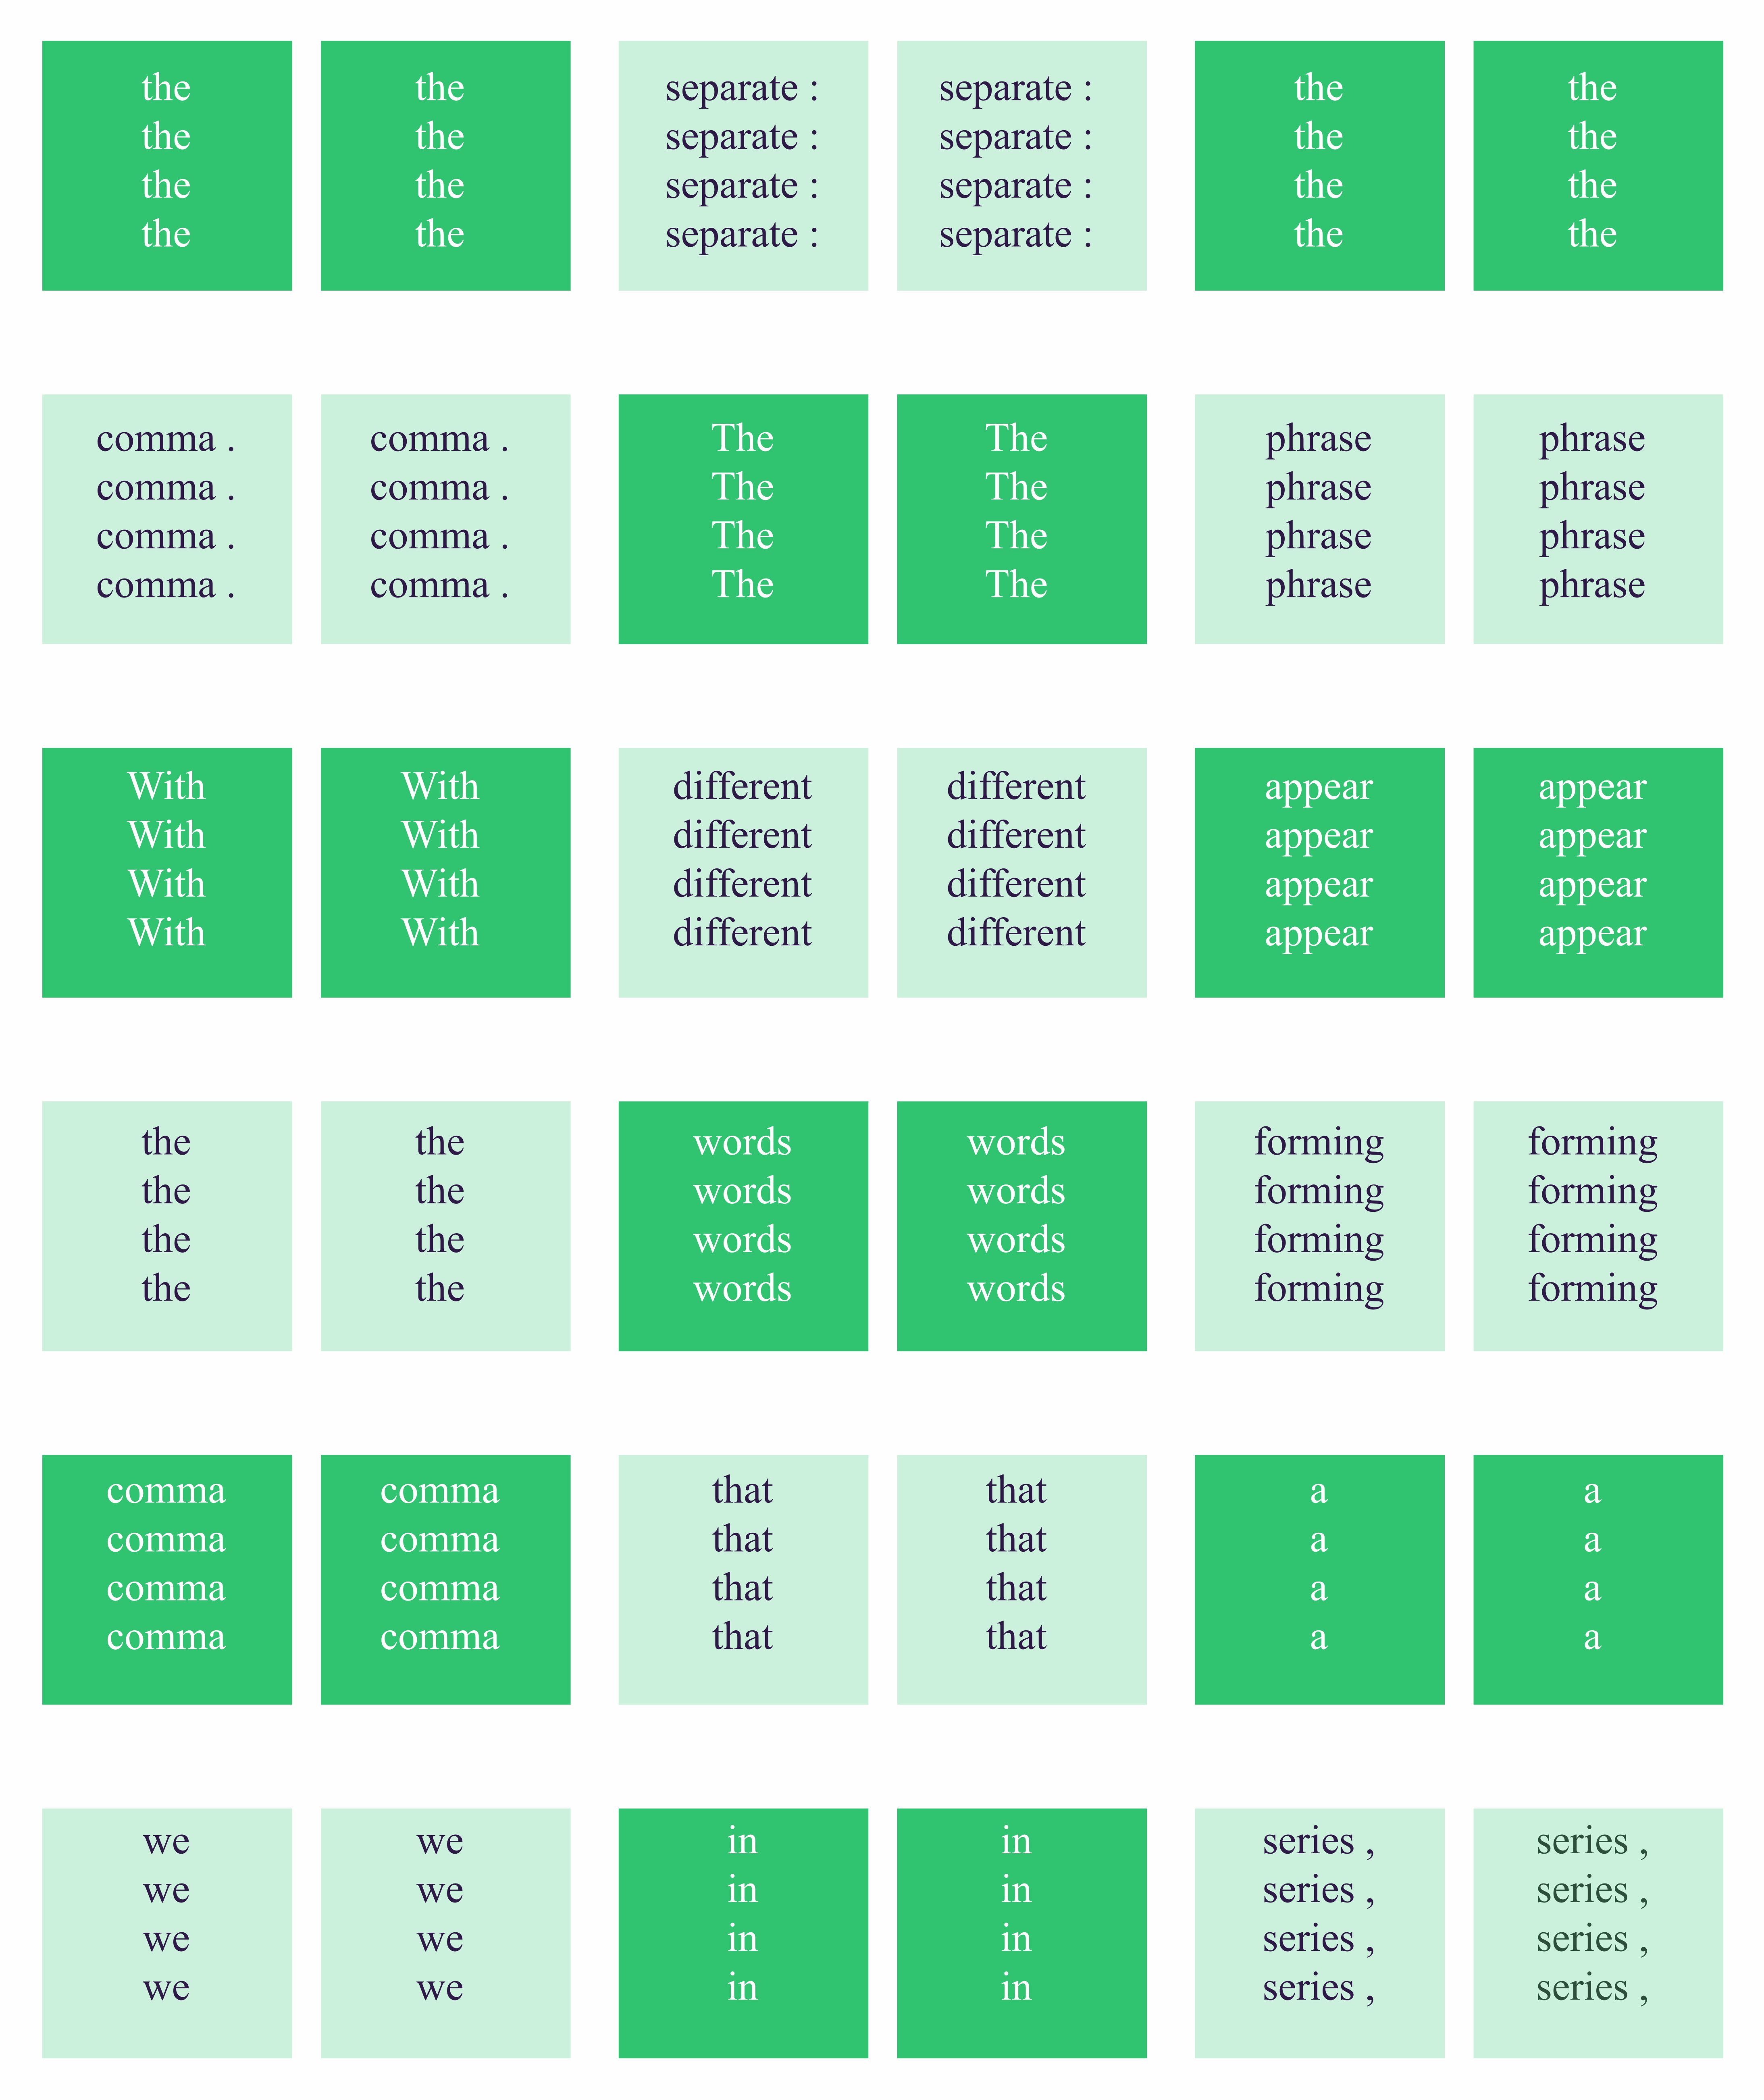 the the separate : separate : the the
the the separate : separate : the the
the the separate : separate : the the
the the separate : separate : the the
comma . comma . The The phrase phrase
comma . comma . The The phrase phrase
comma . comma . The The phrase phrase
comma . comma . The The phrase phrase
With With different different appear appear
With With different different appear appear
With With different different appear appear
With With different different appear appear
the the words words forming forming
the the words words forming forming
the the words words forming forming
the the words words forming forming
comma comma that that a a
comma comma that that a a
comma comma that that a a
comma comma that that a a
we we in in series , series ,
we we in in series , series ,
we we in in series , series ,
we we in in series , series ,